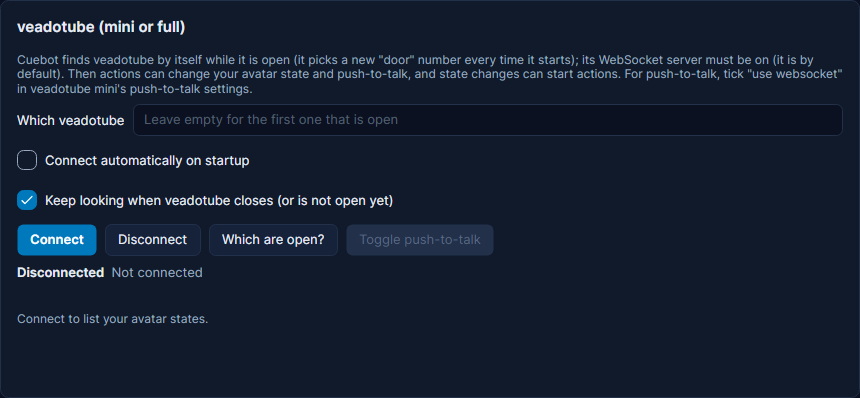 veadotube (mini or full)
Cuebot finds veadotube by itself while it is open (it picks a new "door" number every time it starts); its WebSocket server must be on (it is by
default). Then actions can change your avatar state and push-to-talk, and state changes can start actions. For push-to-talk, tick "use websocket"
in veadotube mini's push-to-talk settings.
Which veadotube Leave empty for the first one that is open
Connect automatically on startup
Keep looking when veadotube closes (or is not open yet)
Connect Disconnect Which are open? Toggle push-to-talk
Disconnected Not connected
Connect to list your avatar states.